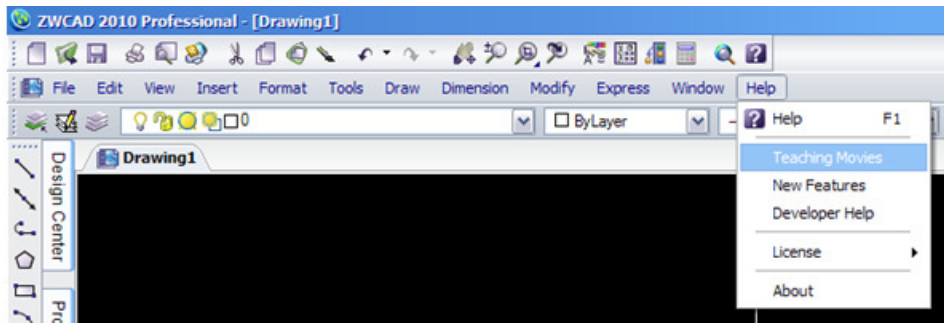 ZWCAD 2010 Professional - [Drawing1]
File Edit View Insert Format Tools Draw Dimension Modify Express Window Help
0 ByLayer
Help F1
Drawing1
Teaching Movies
New Features
Developer Help
License
About
Design Center